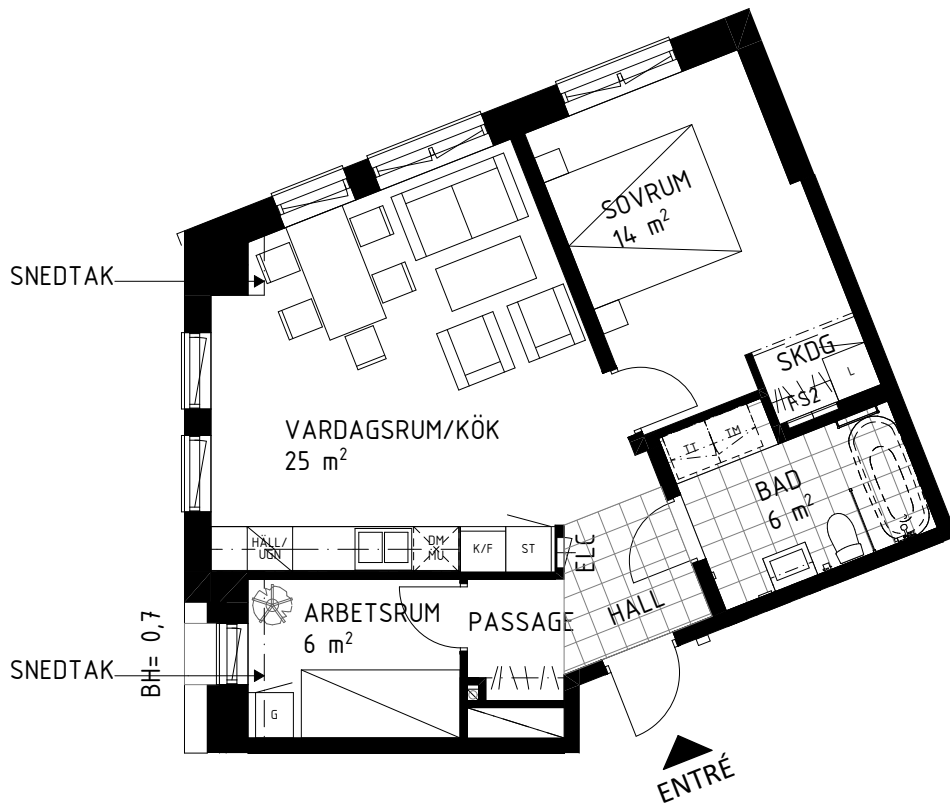 SOVRUM
14 m²
SNEDTAK
SKDG
L
FS2
VARDAGSRUM/KÖK
25 m²
TT
TM
BAD
6 m²
HÄLL/
UGN
DM
MU
K/F
ST
ELC
ARBETSRUM
6 m²
PASSAGE
HALL
BH= 0,7
SNEDTAK
G
ENTRÉ